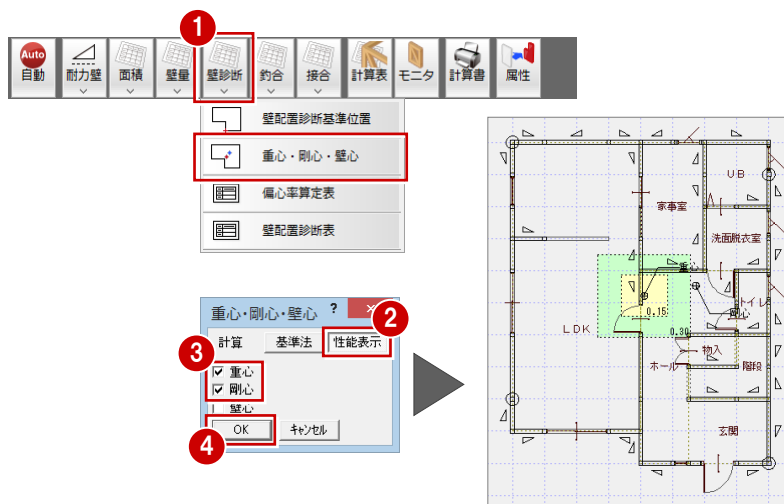 1
Auto
自動 耐力壁 面積 壁量 壁診断 釣合 接合 計算表 モニタ 計算書 属性
壁配置診断基準位置
重心・剛心・壁心
偏心率算定表
壁配置診断表
重心・剛心・壁心 ? ×
2
計算 基準法 性能表示
3
重心
剛心
壁心
4
OK キャンセル
UB
家事室
洗面脱衣室
重心
トイレ
0.15
剛心
LDK
0.30
物入
ホール
階段
玄関